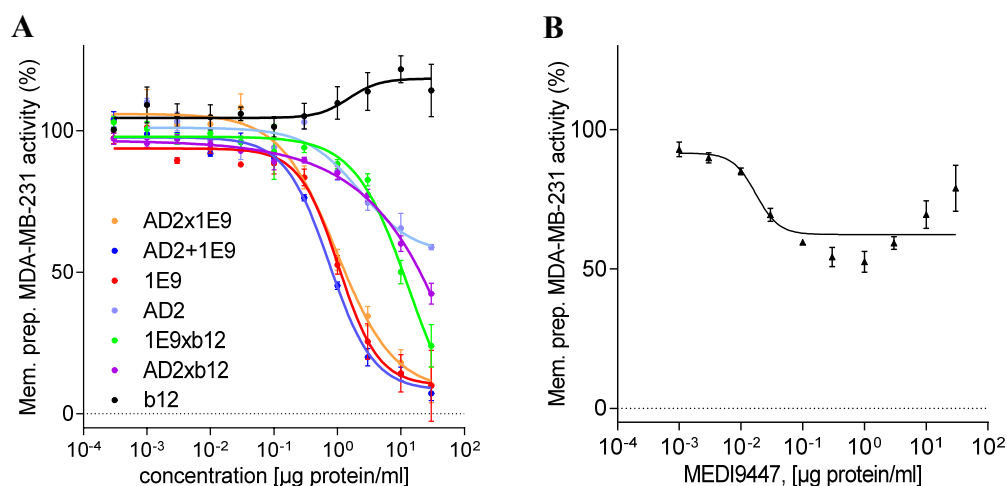 A
Mem. prep. MDA-MB-231 activity (%)
100
50
0
AD2x1E9
AD2+1E9
1E9
AD2
1E9xb12
AD2xb12
b12
10⁻⁴ 10⁻³ 10⁻² 10⁻¹ 10⁰ 10¹ 10²
concentration [µg protein/ml]
B
Mem. prep. MDA-MB-231 activity (%)
100
50
0
10⁻³ 10⁻² 10⁻¹ 10⁰ 10¹ 10²
MEDI9447, [µg protein/ml]